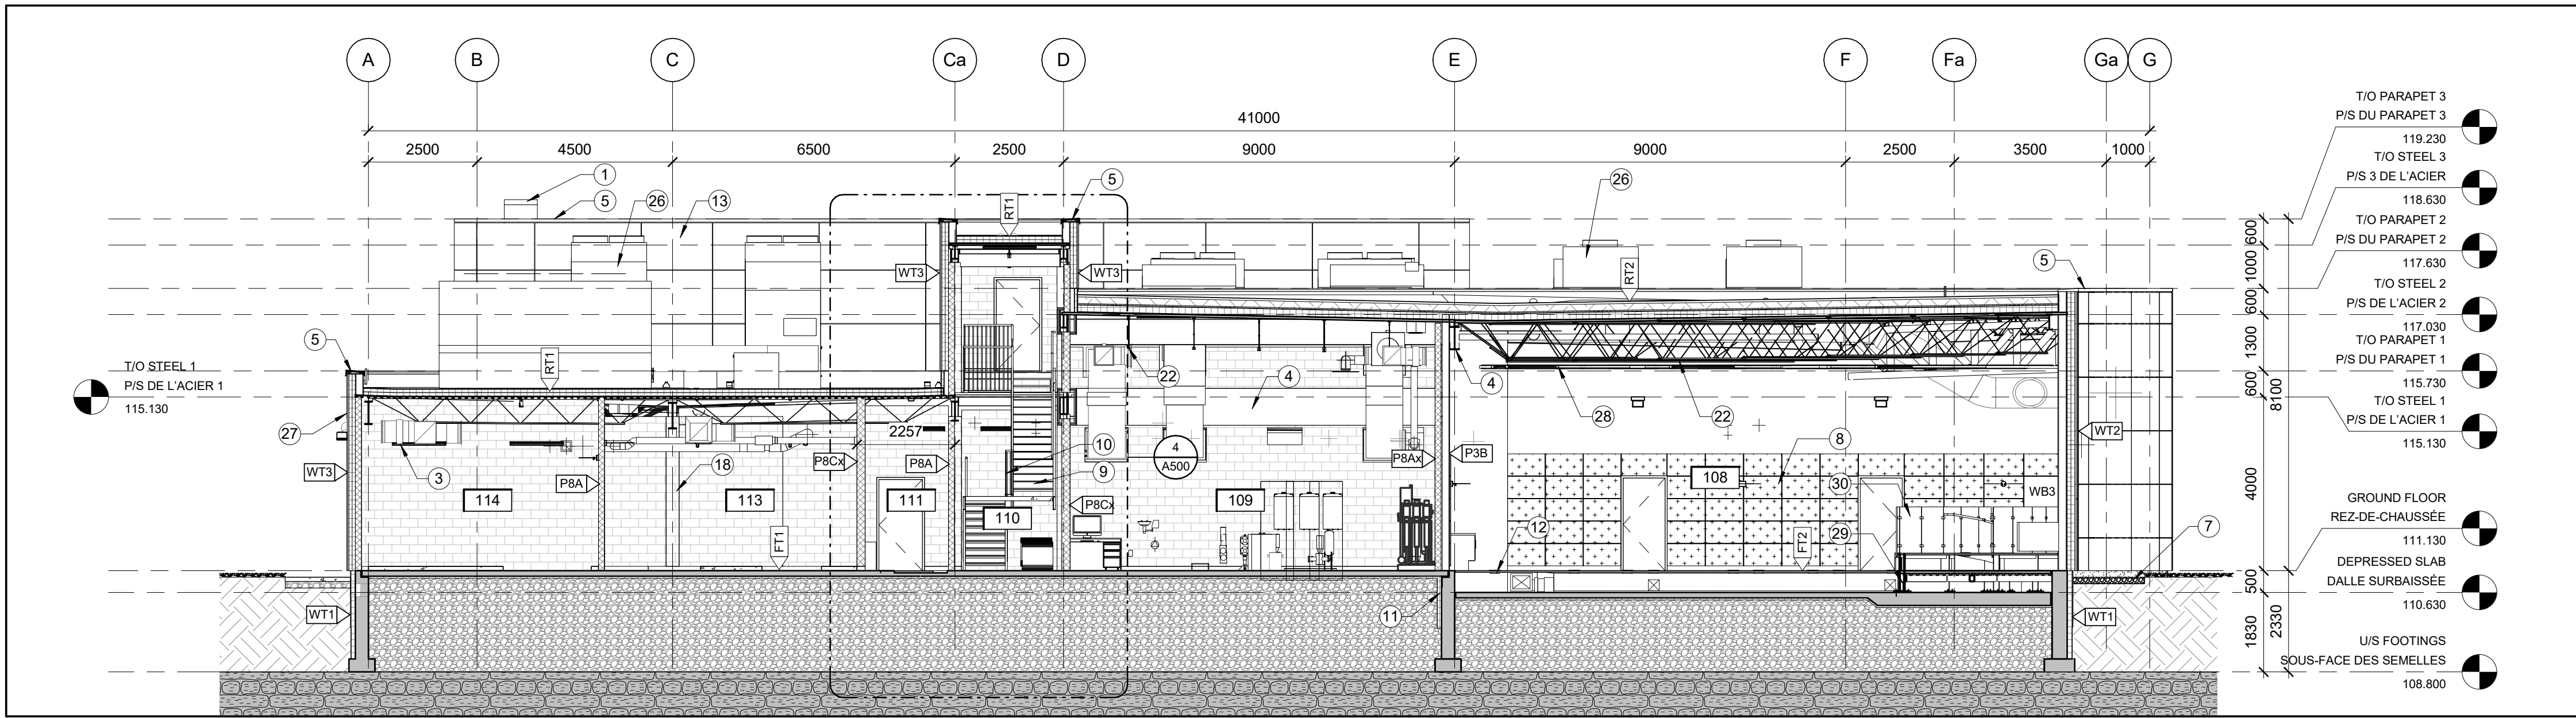 A B C Ca D E F Fa Ga G
41000
2500 4500 6500 2500 9000 9000 2500 3500 1000
T/O PARAPET 3
P/S DU PARAPET 3
119.230
T/O STEEL 3
P/S 3 DE L'ACIER
118.630
T/O PARAPET 2
P/S DU PARAPET 2
117.630
T/O STEEL 2
P/S DE L'ACIER 2
117.030
T/O PARAPET 1
P/S DU PARAPET 1
115.730
T/O STEEL 1
P/S DE L'ACIER 1
115.130
GROUND FLOOR
REZ-DE-CHAUSSÉE
111.130
DEPRESSED SLAB
DALLE SURBAISSÉE
110.630
U/S FOOTINGS
SOUS-FACE DES SEMELLES
108.800
600
1000
600
1300
600
4000
500
1830
8100
2330
T/O STEEL 1
P/S DE L'ACIER 1
115.130
1
5 26 13 5 26
RT1
WT3 WT3 RT2 5
5 RT1 22 4 4 28 22
27 2257 10 8 WT2
WT3 3 P8A 18 P8Cx P8A 9 4
A500
P8Ax P3B
114 113 111 110 P8Cx 109 108 30 WB3
FT1 12 FT2 29 7
WT1 11 WT1